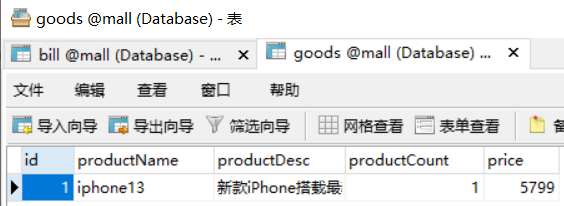 goods @mall (Database) - 表
bill @mall (Database) - ... goods @mall (Database) ...
文件 编辑 查看 窗口 帮助
导入向导 导出向导 筛选向导 网格查看 表单查看 备
id productName productDesc productCount price
1 iphone13 新款iPhone搭载最 1 5799